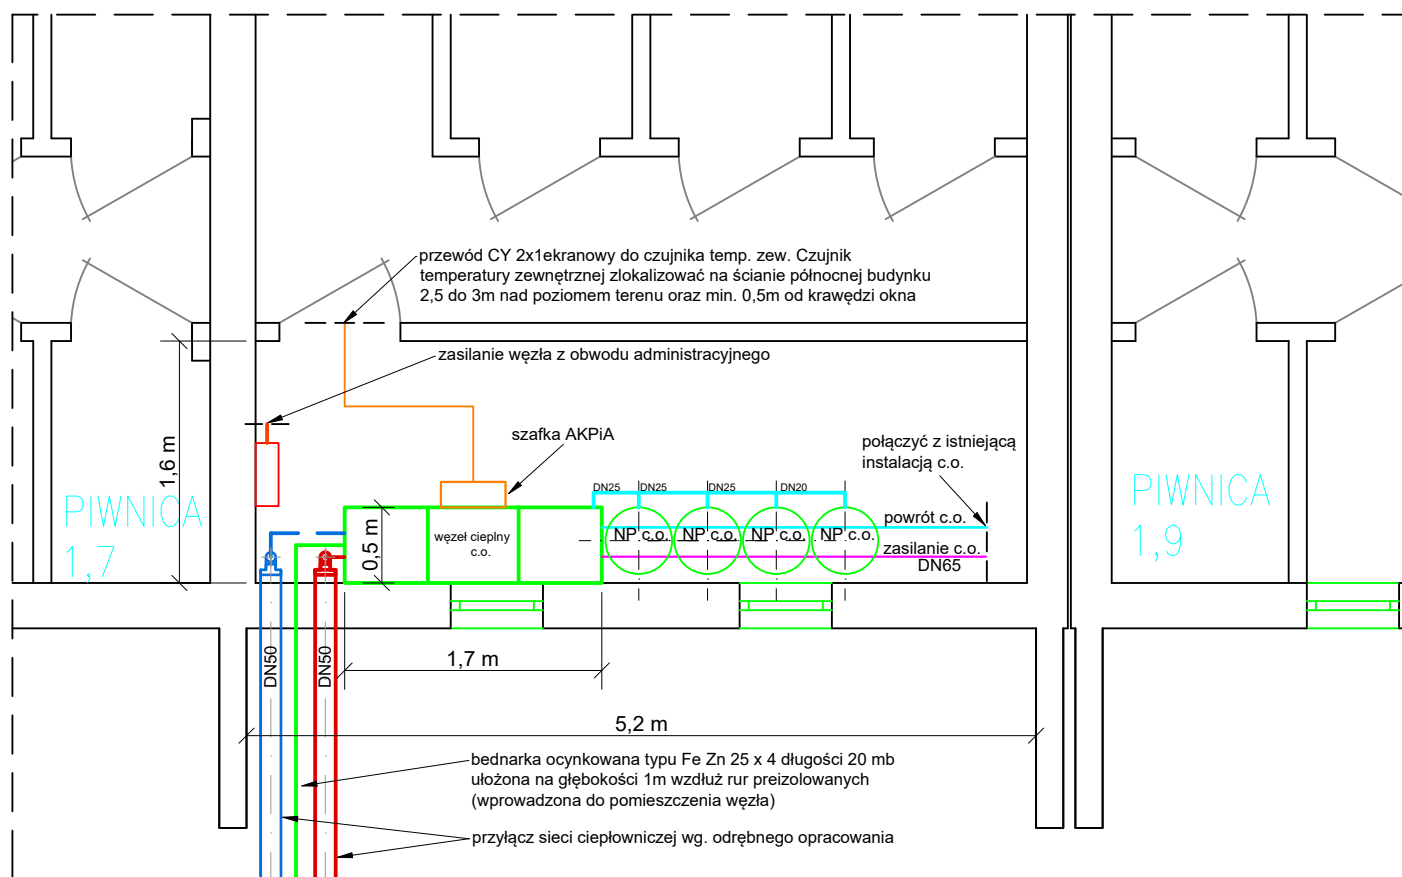 przewód CY 2x1ekranowy do czujnika temp. zew. Czujnik
temperatury zewnętrznej zlokalizować na ścianie północnej budynku
2,5 do 3m nad poziomem terenu oraz min. 0,5m od krawędzi okna
zasilanie węzła z obwodu administracyjnego
szafka AKPiA
połączyć z istniejącą
instalacją c.o.
1,6 m
PIWNICA
1,7
PIWNICA
1,9
DN25
DN25
DN25
DN20
0,5 m
węzeł cieplny
c.o.
NP c.o.
NP c.o.
NP c.o.
NP c.o.
powrót c.o.
zasilanie c.o.
DN65
DN50
DN50
1,7 m
5,2 m
bednarka ocynkowana typu Fe Zn 25 x 4 długości 20 mb
ułożona na głębokości 1m wzdłuż rur preizolowanych
(wprowadzona do pomieszczenia węzła)
przyłącz sieci ciepłowniczej wg. odrębnego opracowania